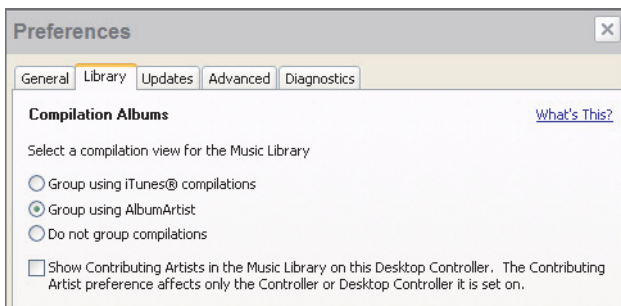 Preferences
General Library Updates Advanced Diagnostics
Compilation Albums What's This?
Select a compilation view for the Music Library
Group using iTunes® compilations
Group using AlbumArtist
Do not group compilations
Show Contributing Artists in the Music Library on this Desktop Controller. The Contributing
Artist preference affects only the Controller or Desktop Controller it is set on.